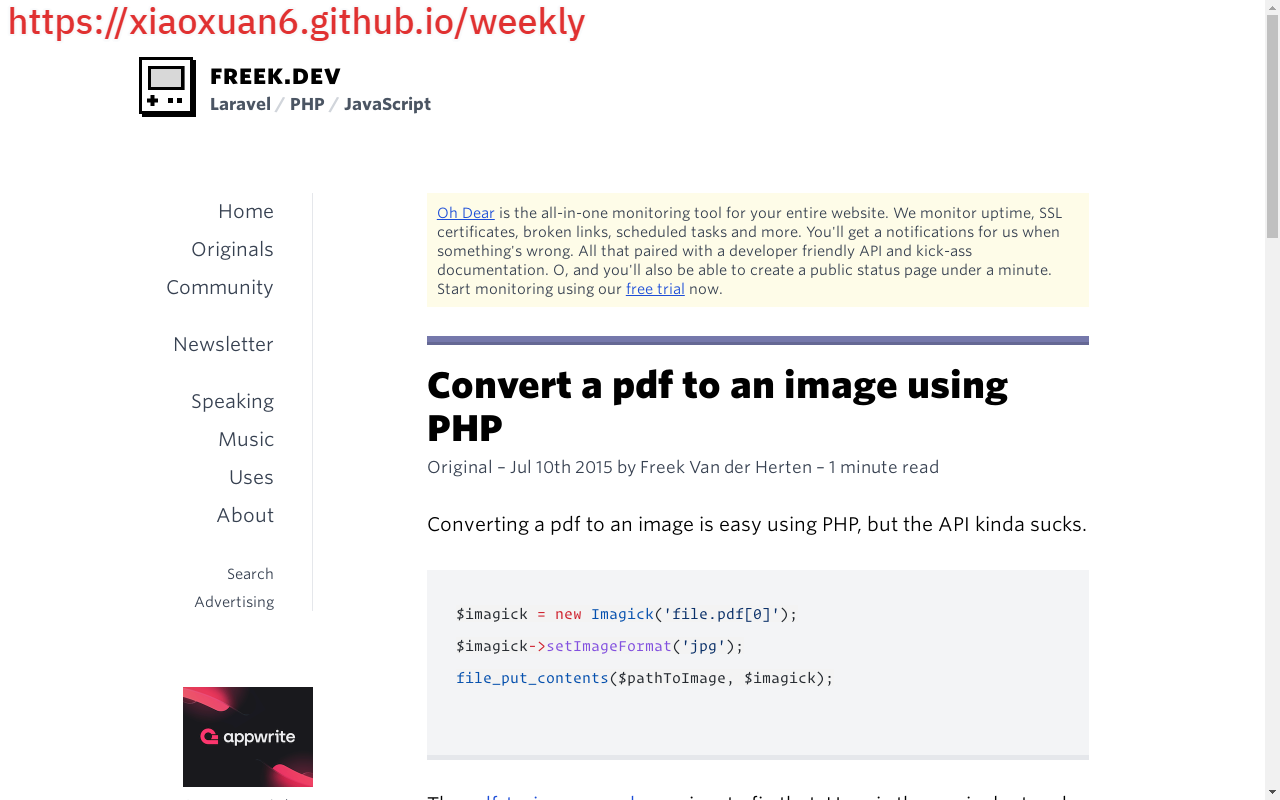 https://xiaoxuan6.github.io/weekly
FREEK.DEV
Laravel / PHP / JavaScript
Home
Originals
Community
Newsletter
Speaking
Music
Uses
About
Search
Advertising
appwrite
Oh Dear is the all-in-one monitoring tool for your entire website. We monitor uptime, SSL
certificates, broken links, scheduled tasks and more. You'll get a notifications for us when
something's wrong. All that paired with a developer friendly API and kick-ass
documentation. O, and you'll also be able to create a public status page under a minute.
Start monitoring using our free trial now.
Convert a pdf to an image using
PHP
Original – Jul 10th 2015 by Freek Van der Herten – 1 minute read
Converting a pdf to an image is easy using PHP, but the API kinda sucks.
$imagick = new Imagick('file.pdf[0]');
$imagick->setImageFormat('jpg');
file_put_contents($pathToImage, $imagick);